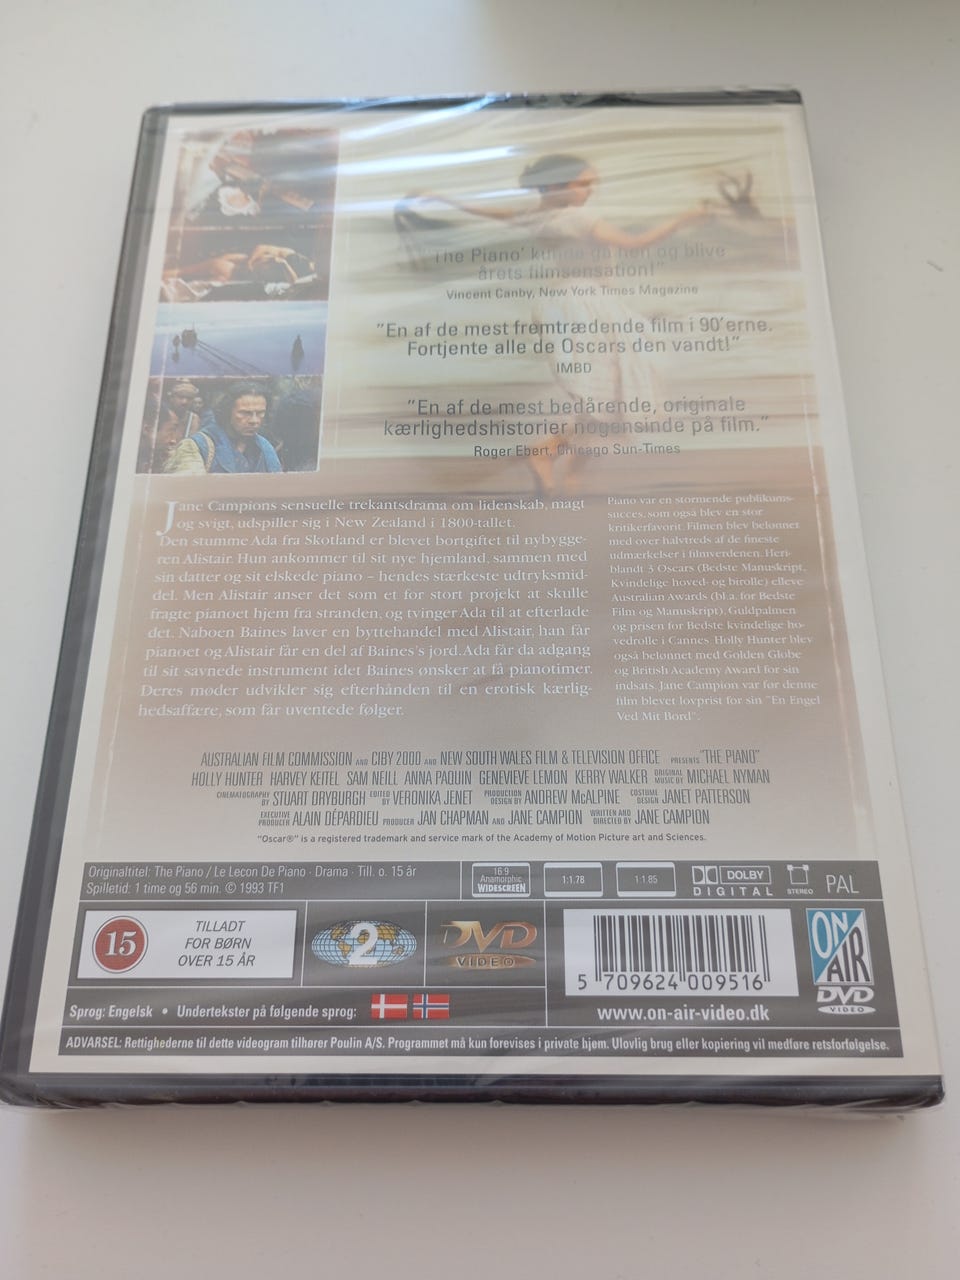 "'The Piano' kunne gå hen og blive
årets filmsensation!"
Vincent Canby, New York Times Magazine
"En af de mest fremtrædende film i 90'erne.
Fortjente alle de Oscars den vandt!"
IMBD
"En af de mest bedårende, originale
kærlighedshistorier nogensinde på film."
Roger Ebert, Chicago Sun-Times
Jane Campions sensuelle trekantsdrama om lidenskab, magt
og svigt, udspiller sig i New Zealand i 1800-tallet.
Den stumme Ada fra Skotland er blevet bortgiftet til nybygge-
ren Alistair. Hun ankommer til sit nye hjemland, sammen med
sin datter og sit elskede piano – hendes stærkeste udtryksmid-
del. Men Alistair anser det som et for stort projekt at skulle
fragte pianoet hjem fra stranden, og tvinger Ada til at efterlade
det. Naboen Baines laver en byttehandel med Alistair, han får
pianoet og Alistair får en del af Baines's jord. Ada får da adgang
til sit savnede instrument idet Baines ønsker at få pianotimer.
Deres møder udvikler sig efterhånden til en erotisk kærlig-
hedsaffære, som får uventede følger.
Piano var en stormende publikums-
succes, som også blev en stor
kritikerfavorit. Filmen blev belønnet
med over halvtreds af de fineste
udmærkelser i filmverdenen. Heri-
blandt 3 Oscars (Bedste Manuskript,
Kvindelige hoved- og birolle) elleve
Australian Awards (bl.a. for Bedste
Film og Manuskript), Guldpalmen
og prisen for Bedste kvindelige ho-
vedrolle i Cannes. Holly Hunter blev
også belønnet med Golden Globe
og British Academy Award for sin
indsats. Jane Campion var før denne
film blevet lovprist for sin "En Engel
Ved Mit Bord".
AUSTRALIAN FILM COMMISSION AND CIBY 2000 AND NEW SOUTH WALES FILM & TELEVISION OFFICE PRESENTS "THE PIANO"
HOLLY HUNTER HARVEY KEITEL SAM NEILL ANNA PAQUIN GENEVIEVE LEMON KERRY WALKER ORIGINAL MUSIC BY MICHAEL NYMAN
CINEMATOGRAPHY BY STUART DRYBURGH EDITED BY VERONIKA JENET PRODUCTION DESIGN BY ANDREW McALPINE COSTUME DESIGN JANET PATTERSON
EXECUTIVE PRODUCER ALAIN DÉPARDIEU PRODUCER JAN CHAPMAN AND JANE CAMPION WRITTEN AND DIRECTED BY JANE CAMPION
"Oscar®" is a registered trademark and service mark of the Academy of Motion Picture art and Sciences.
Originaltitel: The Piano / Le Lecon De Piano · Drama · Till. o. 15 år
Spilletid: 1 time og 56 min. © 1993 TF1
16:9
Anamorphic
WIDESCREEN
1:1.78
1:1.85
DOLBY
DIGITAL
STEREO
PAL
15
TILLADT
FOR BØRN
OVER 15 ÅR
2
DVD
VIDEO
5 709624 009516
ON
AIR
DVD
VIDEO
Sprog: Engelsk • Undertekster på følgende sprog:
www.on-air-video.dk
ADVARSEL: Rettighederne til dette videogram tilhører Poulin A/S. Programmet må kun forevises i private hjem. Ulovlig brug eller kopiering vil medføre retsforfølgelse.